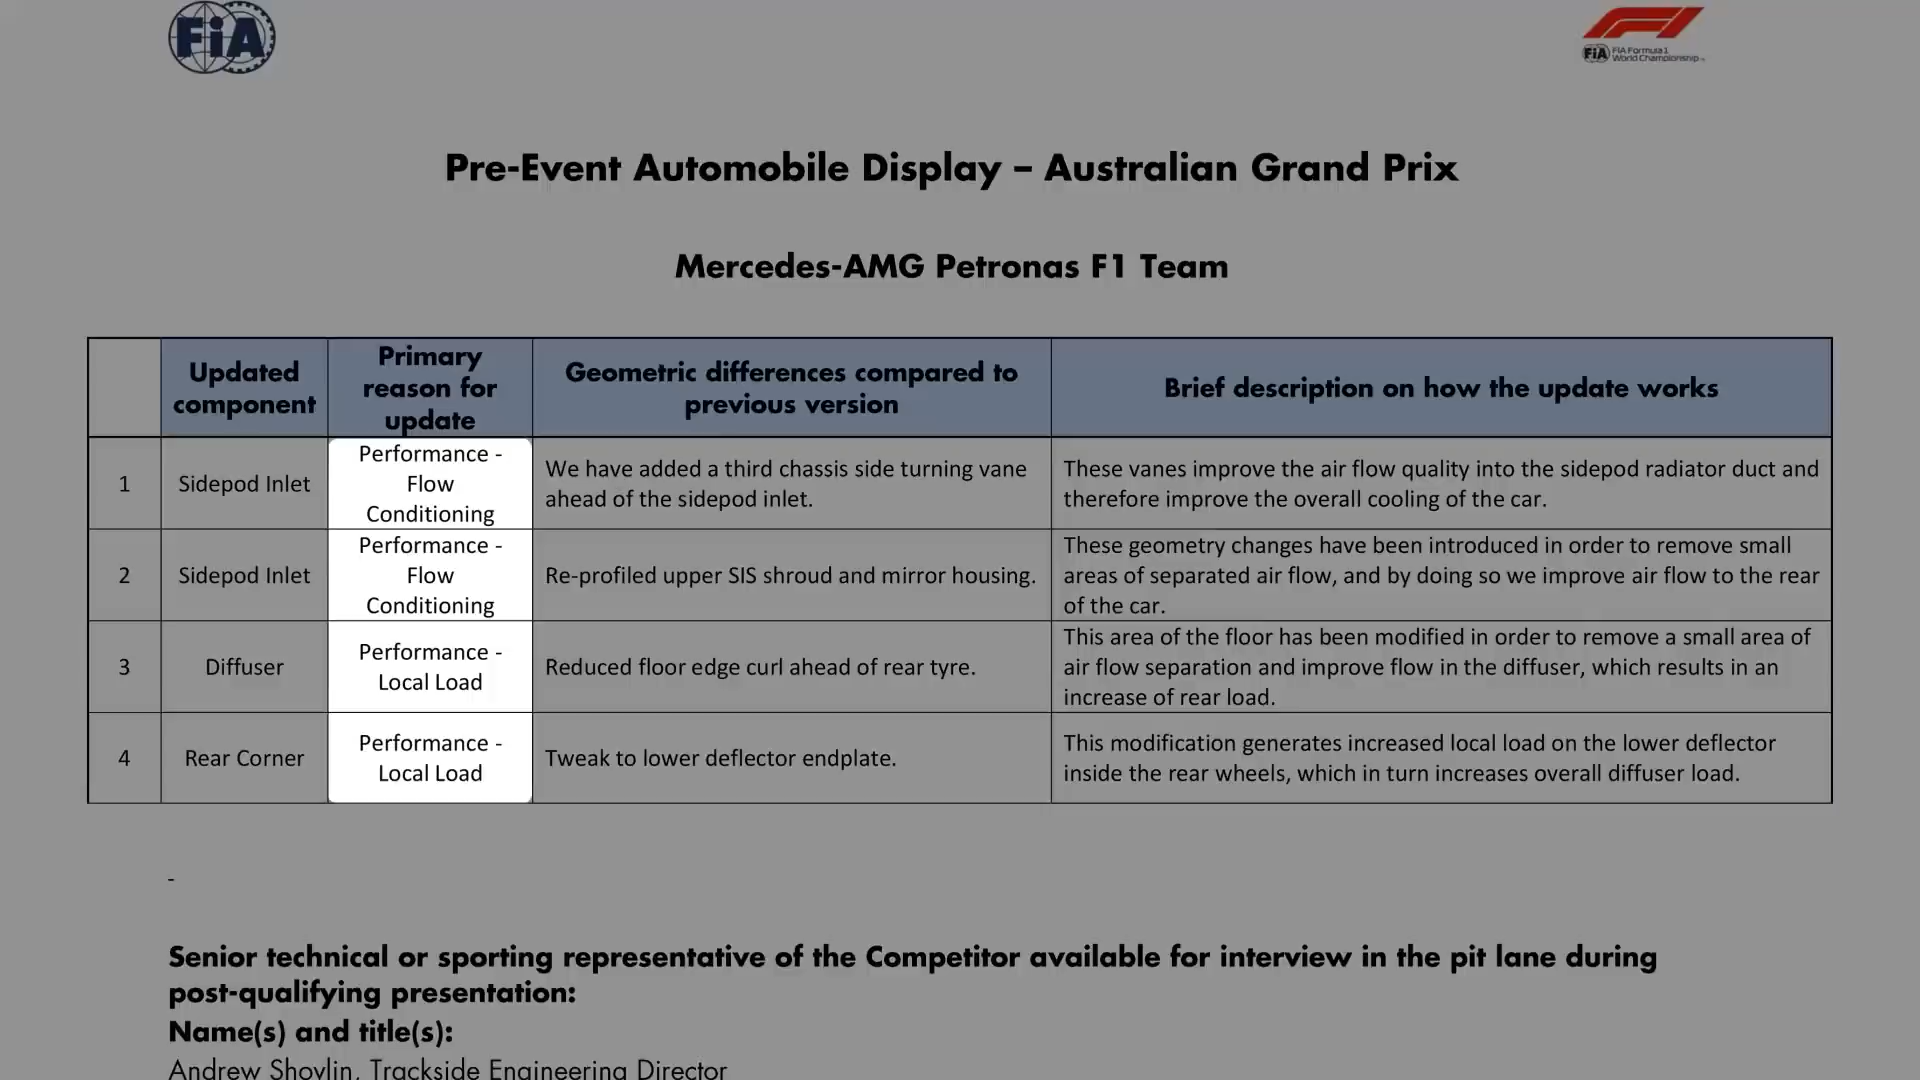 FiA
FiA FIA Formula 1
World Championship
Pre-Event Automobile Display – Australian Grand Prix
Mercedes-AMG Petronas F1 Team
Updated
component
Primary
reason for
update
Geometric differences compared to
previous version
Brief description on how the update works
1
Sidepod Inlet
Performance -
Flow
Conditioning
We have added a third chassis side turning vane
ahead of the sidepod inlet.
These vanes improve the air flow quality into the sidepod radiator duct and
therefore improve the overall cooling of the car.
2
Sidepod Inlet
Performance -
Flow
Conditioning
Re-profiled upper SIS shroud and mirror housing.
These geometry changes have been introduced in order to remove small
areas of separated air flow, and by doing so we improve air flow to the rear
of the car.
3
Diffuser
Performance -
Local Load
Reduced floor edge curl ahead of rear tyre.
This area of the floor has been modified in order to remove a small area of
air flow separation and improve flow in the diffuser, which results in an
increase of rear load.
4
Rear Corner
Performance -
Local Load
Tweak to lower deflector endplate.
This modification generates increased local load on the lower deflector
inside the rear wheels, which in turn increases overall diffuser load.
-
Senior technical or sporting representative of the Competitor available for interview in the pit lane during
post-qualifying presentation:
Name(s) and title(s):
Andrew Shovlin, Trackside Engineering Director